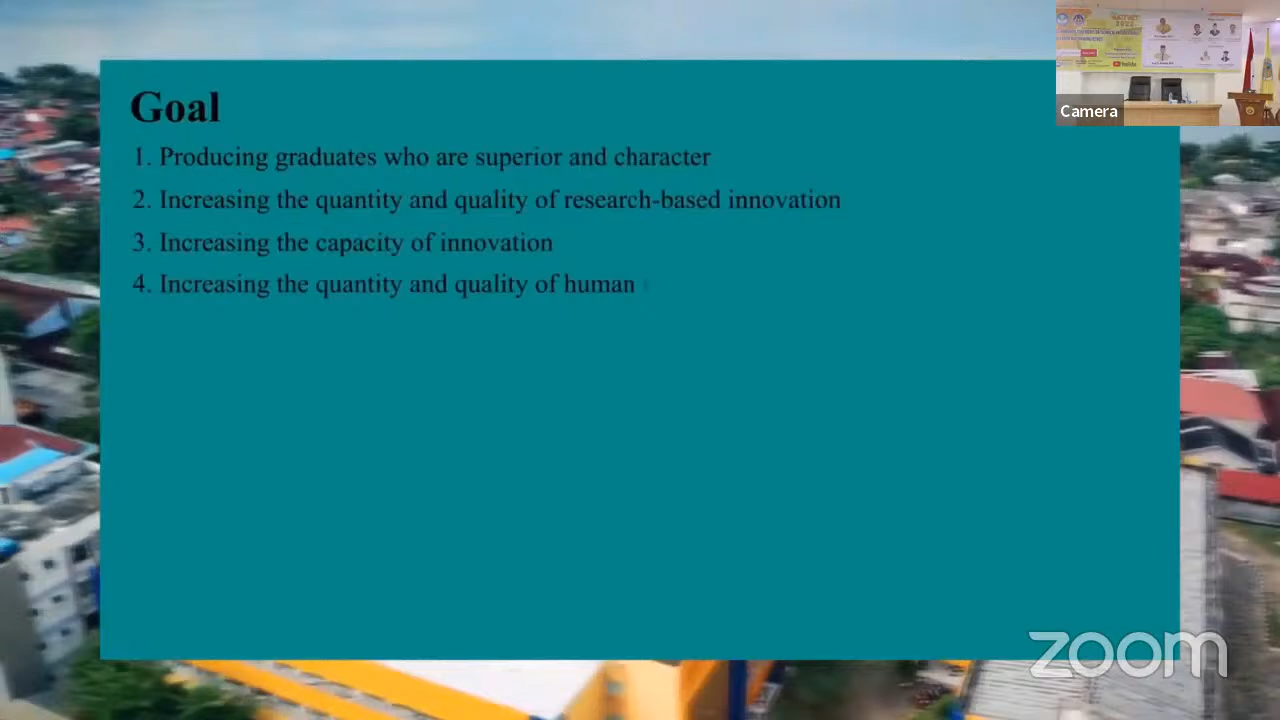 Goal
1. Producing graduates who are superior and character
2. Increasing the quantity and quality of research-based innovation
3. Increasing the capacity of innovation
4. Increasing the quantity and quality of human
Camera
zoom